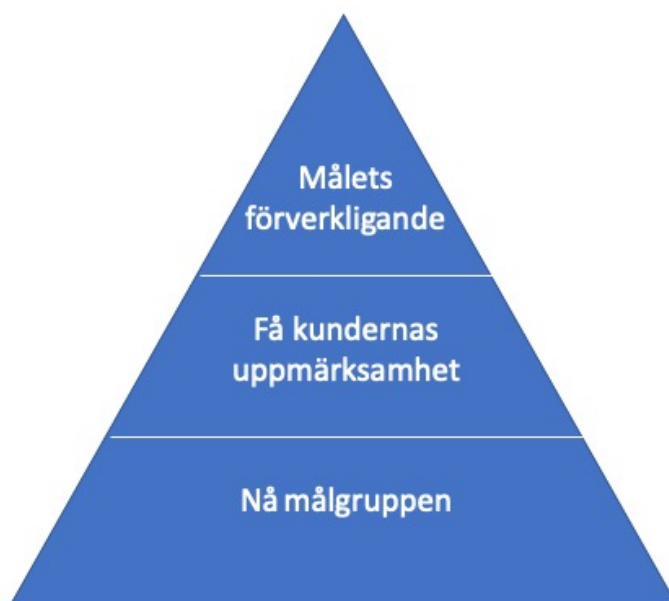 Målets
förverkligande
Få kundernas
uppmärksamhet
Nå målgruppen